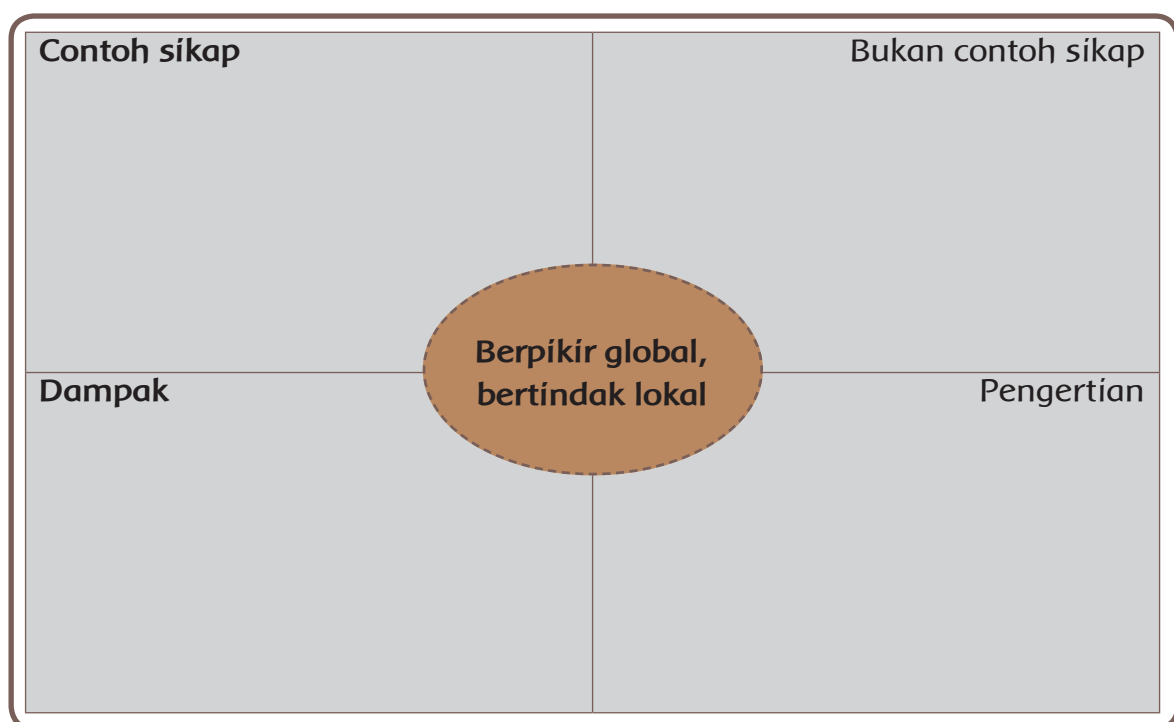 Contoh sikap
Bukan contoh sikap
Berpikir global,
bertindak lokal
Dampak
Pengertian